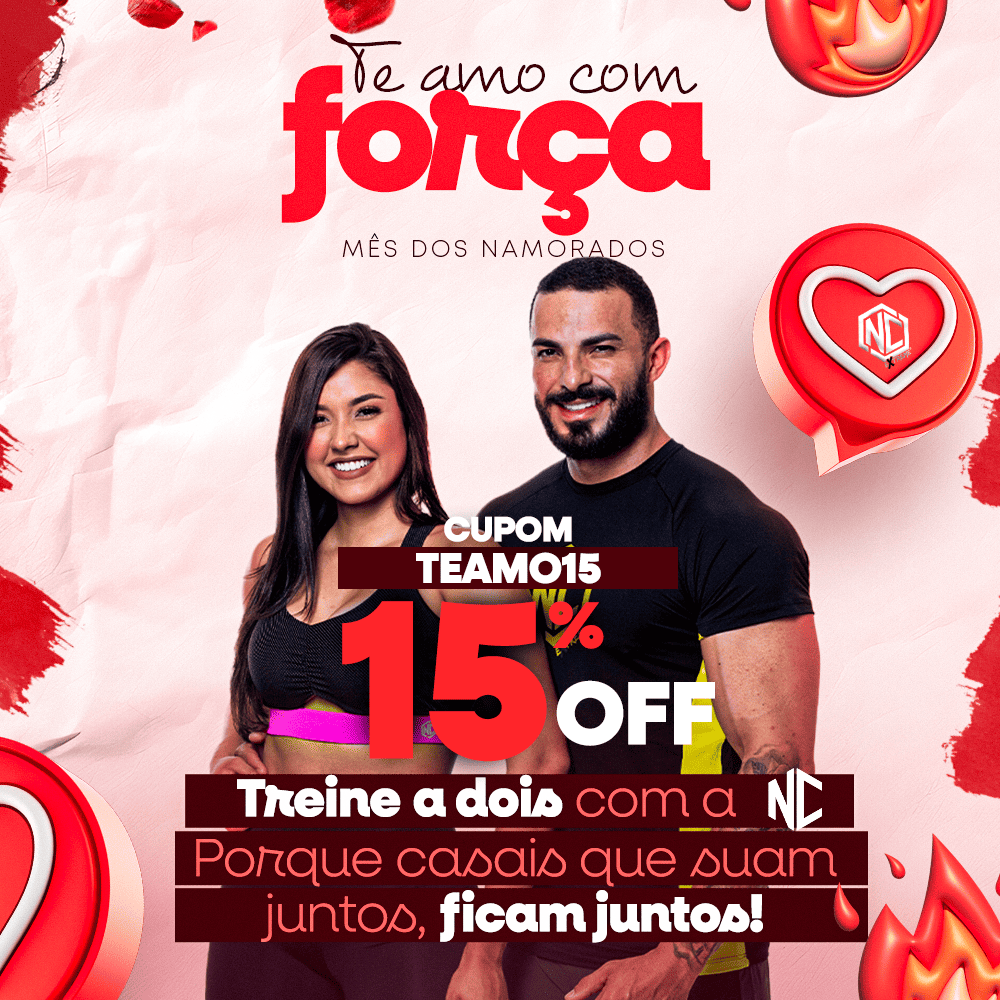 Te amo com
força
MÊS DOS NAMORADOS
NC
CUPOM
TEAMO15
15%
OFF
Treine a dois com a NC
Porque casais que suam
juntos, ficam juntos!